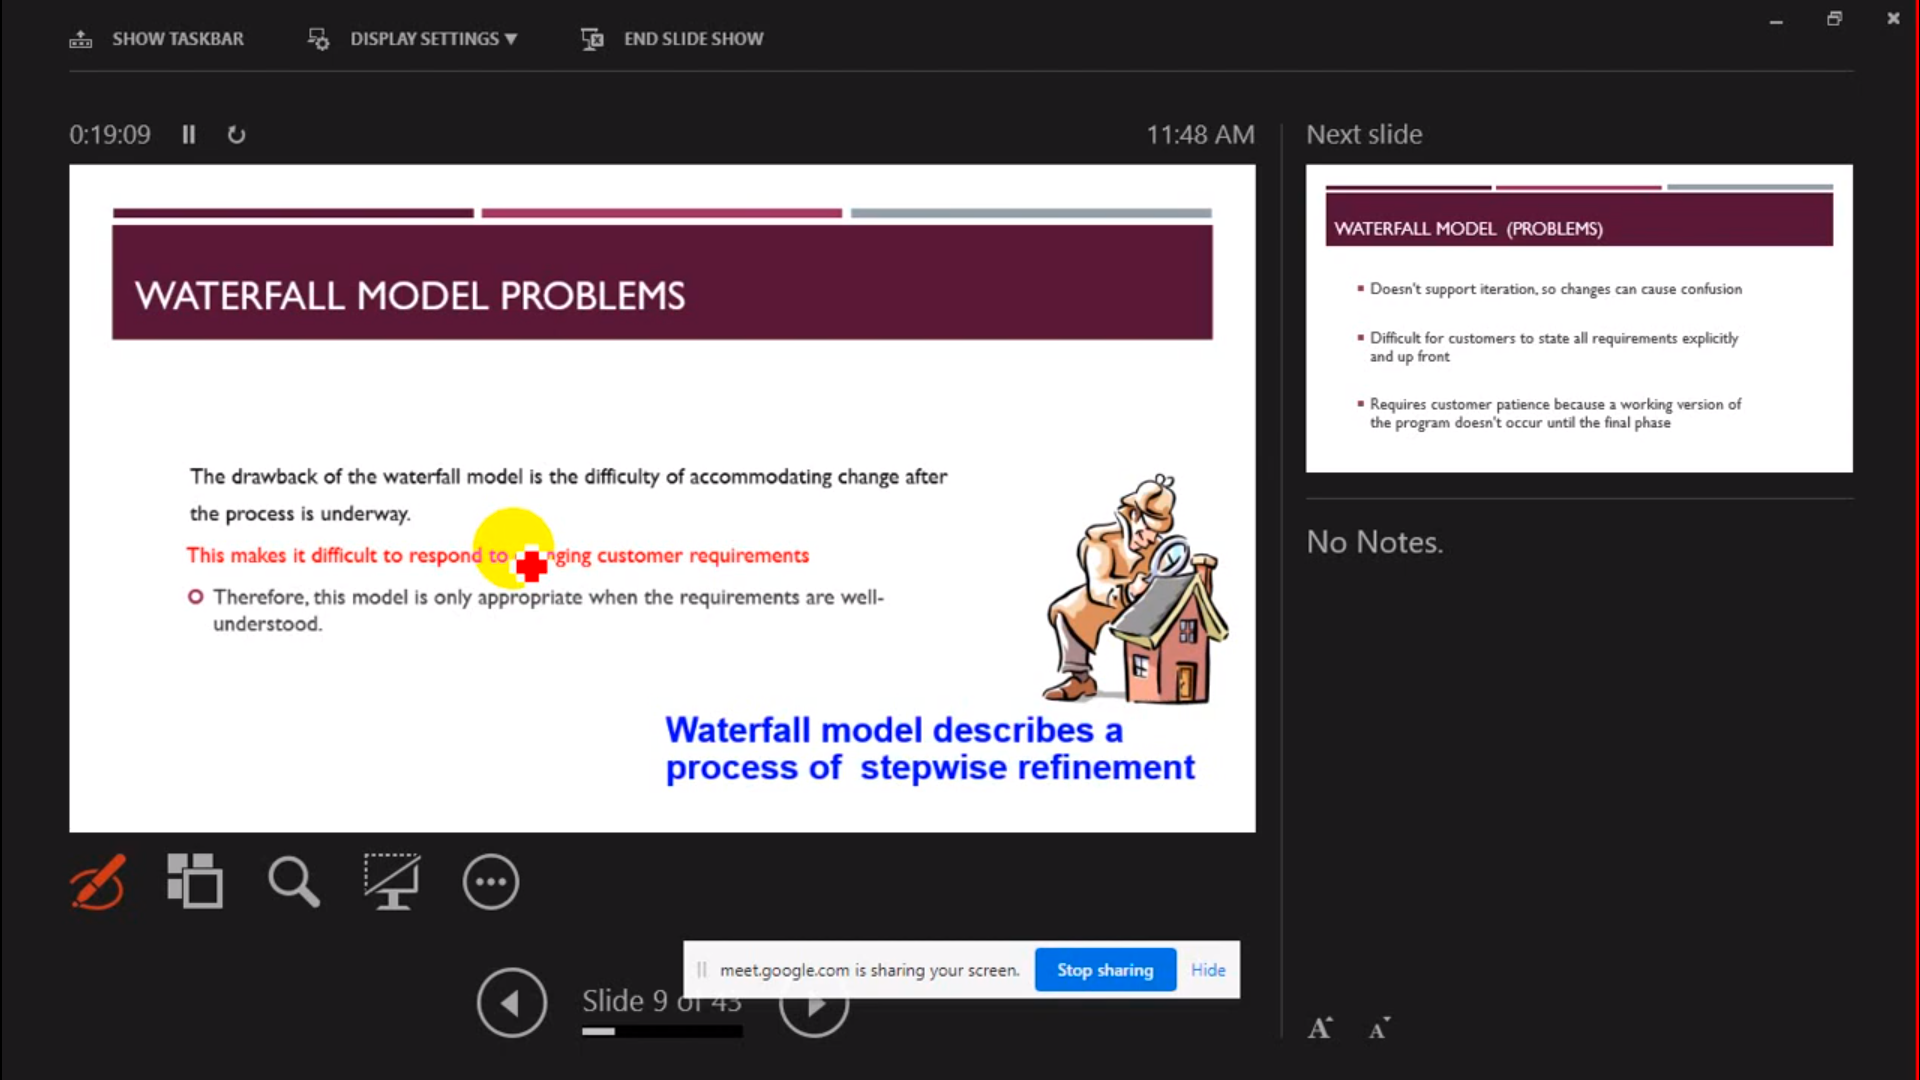 SHOW TASKBAR
DISPLAY SETTINGS ▼
END SLIDE SHOW
0:19:09
11:48 AM
WATERFALL MODEL PROBLEMS
The drawback of the waterfall model is the difficulty of accommodating change after
the process is underway.
This makes it difficult to respond to nging customer requirements
Therefore, this model is only appropriate when the requirements are well-
understood.
Waterfall model describes a
process of stepwise refinement
Next slide
WATERFALL MODEL (PROBLEMS)
▪ Doesn't support iteration, so changes can cause confusion
▪ Difficult for customers to state all requirements explicitly
and up front
▪ Requires customer patience because a working version of
the program doesn't occur until the final phase
No Notes.
meet.google.com is sharing your screen.
Stop sharing
Hide
Slide 9 of 43
A
A